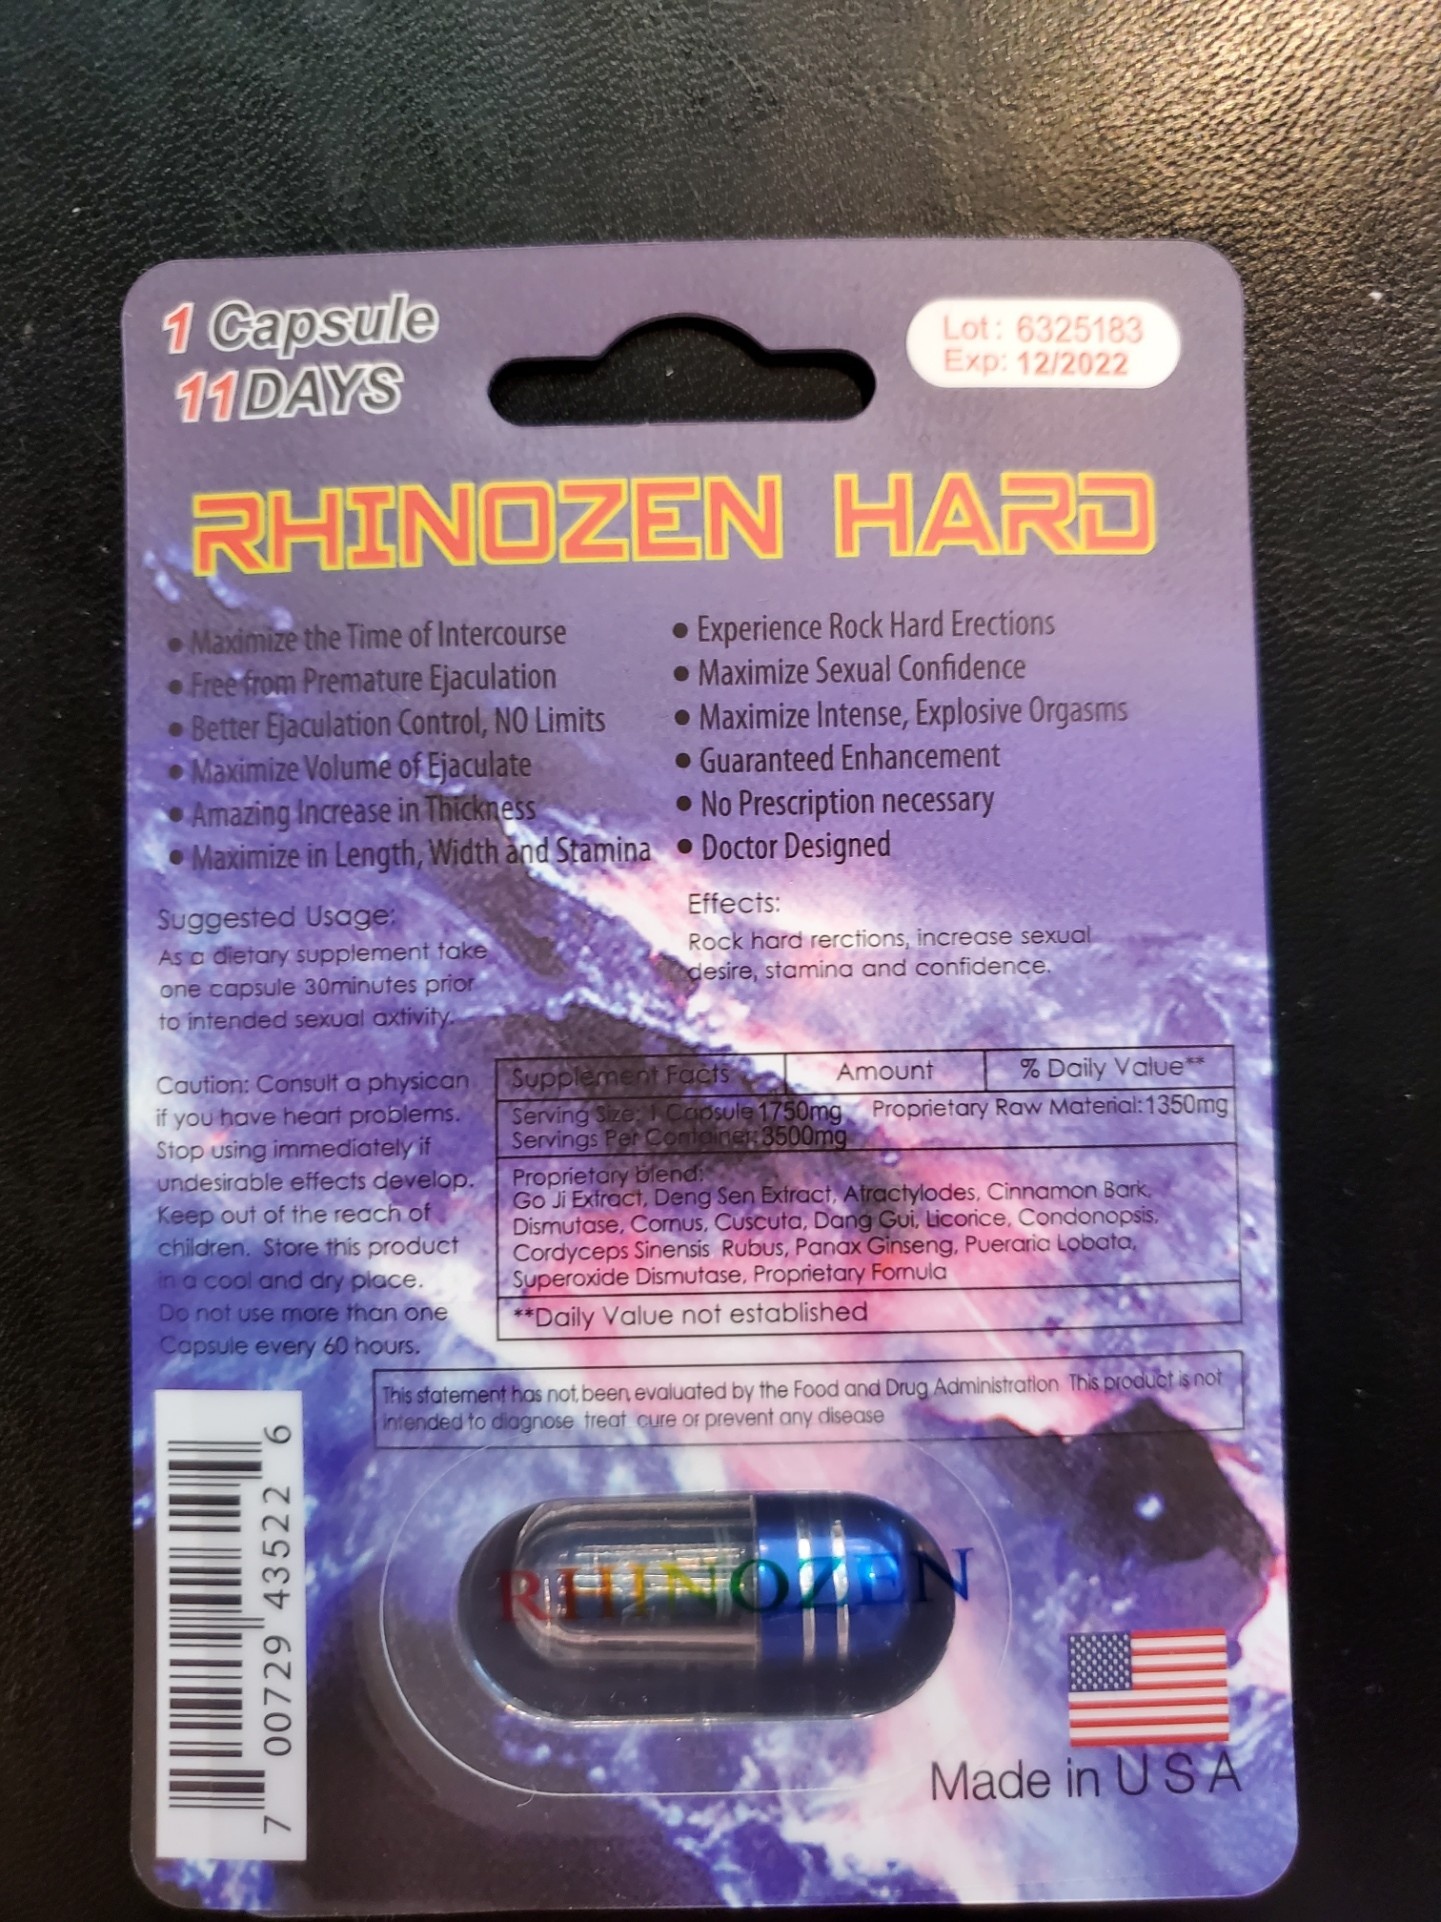 1 Capsule
11DAYS
Lot: 6325183
Exp: 12/2022
RHINOZEN HARD
• Maximize the Time of Intercourse
• Free from Premature Ejaculation
• Better Ejaculation Control, NO Limits
• Maximize Volume of Ejaculate
• Amazing Increase in Thickness
• Maximize in Length, Width and Stamina
• Experience Rock Hard Erections
• Maximize Sexual Confidence
• Maximize Intense, Explosive Orgasms
• Guaranteed Enhancement
• No Prescription necessary
• Doctor Designed
Suggested Usage:
As a dietary supplement take
one capsule 30minutes prior
to intended sexual axtivity.
Effects:
Rock hard rerctions, increase sexual
desire, stamina and confidence.
Caution: Consult a physican
if you have heart problems.
Stop using immediately if
undesirable effects develop.
Keep out of the reach of
children. Store this product
in a cool and dry place.
Do not use more than one
Capsule every 60 hours.
Supplement Facts Amount % Daily Value**
Serving Size: 1 Capsule 1750mg Proprietary Raw Material:1350mg
Servings Per Container: 3500mg
Proprietary blend:
Go Ji Extract, Deng Sen Extract, Atractylodes, Cinnamon Bark,
Dismutase, Cornus, Cuscuta, Dang Gui, Licorice, Condonopsis,
Cordyceps Sinensis Rubus, Panax Ginseng, Pueraria Lobata,
Superoxide Dismutase, Proprietary Fornula
**Daily Value not established
This statement has not been evaluated by the Food and Drug Administration This product is not
intended to diagnose treat cure or prevent any disease
RHINOZEN
7 00729 43522 6
Made in U S A